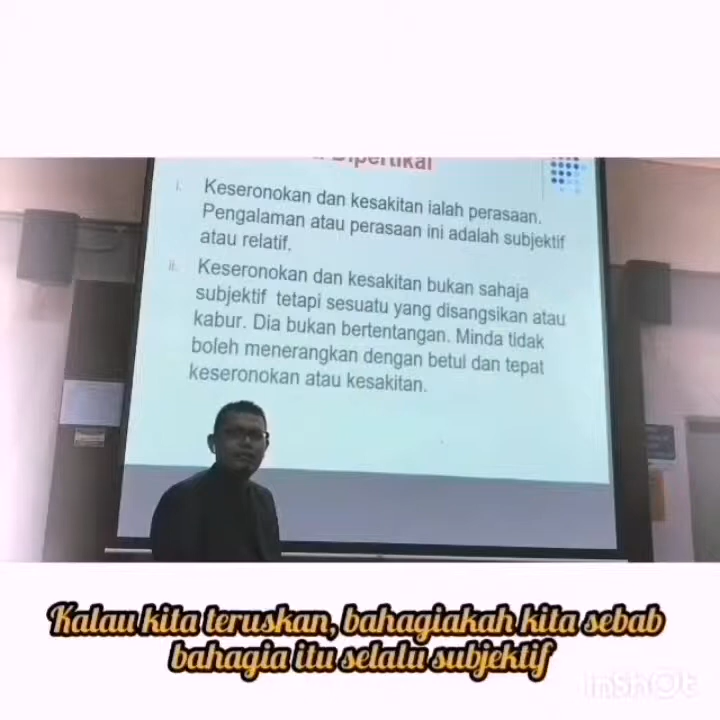 Dipertikai
i. Keseronokan dan kesakitan ialah perasaan.
Pengalaman atau perasaan ini adalah subjektif
atau relatif.
ii. Keseronokan dan kesakitan bukan sahaja
subjektif tetapi sesuatu yang disangsikan atau
kabur. Dia bukan bertentangan. Minda tidak
boleh menerangkan dengan betul dan tepat
keseronokan atau kesakitan.
Kalau kita teruskan, bahagiakah kita sebab
bahagia itu selalu subjektif
InShOt